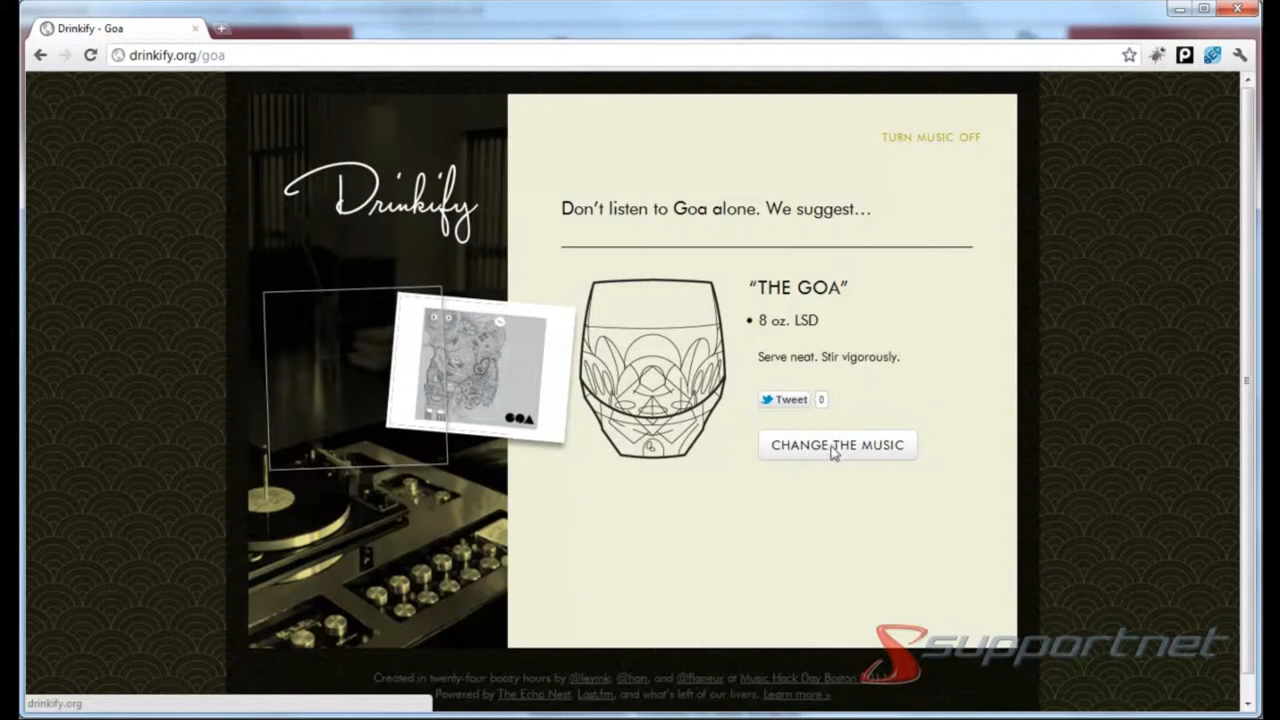 Drinkify - Goa
drinkify.org/goa
TURN MUSIC OFF
Drinkify
Don't listen to Goa alone. We suggest...
"THE GOA"
• 8 oz. LSD
Serve neat. Stir vigorously.
GOA
Tweet 0
CHANGE THE MUSIC
supportnet
Created in twenty-four boozy hours by @levink, @han, and @flaneur at Music Hack Day Boston
Powered by The Echo Nest, Last.fm, and what's left of our livers. Learn more »
drinkify.org